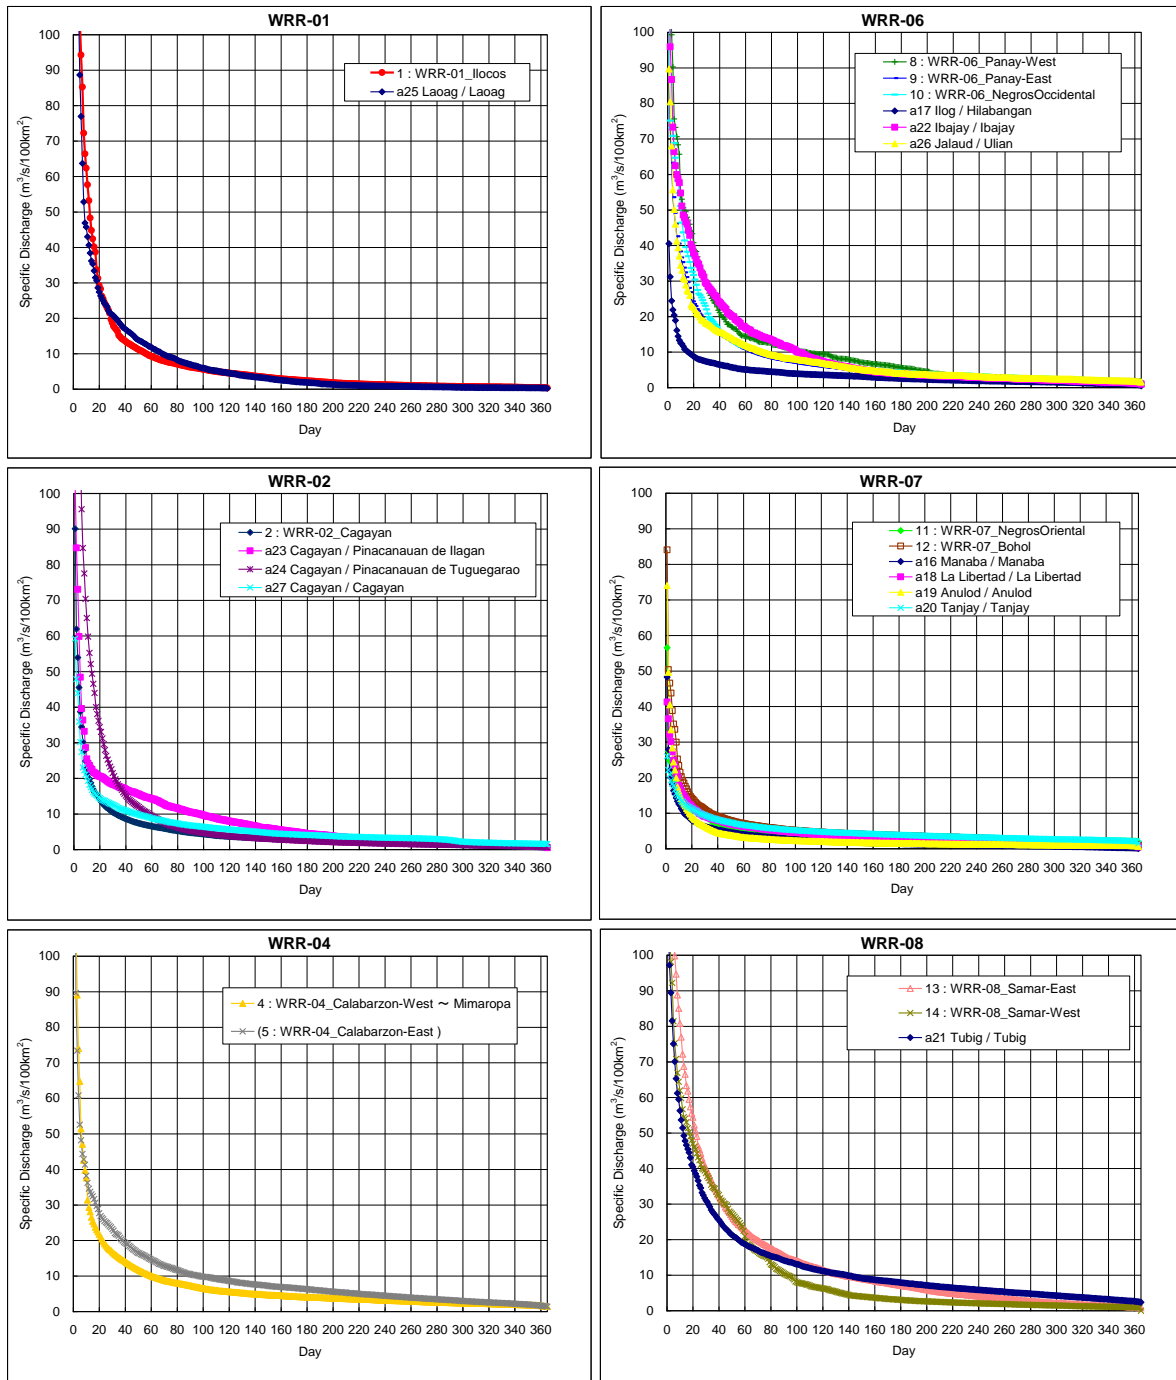 WRR-01
Specific Discharge (m³/s/100km²)
100
90
80
70
60
50
40
30
20
10
0
1 : WRR-01_Ilocos
a25 Laoag / Laoag
0 20 40 60 80 100 120 140 160 180 200 220 240 260 280 300 320 340 360
Day
WRR-06
Specific Discharge (m³/s/100km²)
100
90
80
70
60
50
40
30
20
10
0
8 : WRR-06_Panay-West
9 : WRR-06_Panay-East
10 : WRR-06_NegrosOccidental
a17 Ilog / Hilabangan
a22 Ibajay / Ibajay
a26 Jalaud / Ulian
0 20 40 60 80 100 120 140 160 180 200 220 240 260 280 300 320 340 360
Day
WRR-02
Specific Discharge (m³/s/100km²)
100
90
80
70
60
50
40
30
20
10
0
2 : WRR-02_Cagayan
a23 Cagayan / Pinacanauan de Ilagan
a24 Cagayan / Pinacanauan de Tuguegarao
a27 Cagayan / Cagayan
0 20 40 60 80 100 120 140 160 180 200 220 240 260 280 300 320 340 360
Day
WRR-07
Specific Discharge (m³/s/100km²)
100
90
80
70
60
50
40
30
20
10
0
11 : WRR-07_NegrosOriental
12 : WRR-07_Bohol
a16 Manaba / Manaba
a18 La Libertad / La Libertad
a19 Anulod / Anulod
a20 Tanjay / Tanjay
0 20 40 60 80 100 120 140 160 180 200 220 240 260 280 300 320 340 360
Day
WRR-04
Specific Discharge (m³/s/100km²)
100
90
80
70
60
50
40
30
20
10
0
4 : WRR-04_Calabarzon-West ～ Mimaropa
(5 : WRR-04_Calabarzon-East )
0 20 40 60 80 100 120 140 160 180 200 220 240 260 280 300 320 340 360
Day
WRR-08
Specific Discharge (m³/s/100km²)
100
90
80
70
60
50
40
30
20
10
0
13 : WRR-08_Samar-East
14 : WRR-08_Samar-West
a21 Tubig / Tubig
0 20 40 60 80 100 120 140 160 180 200 220 240 260 280 300 320 340 360
Day